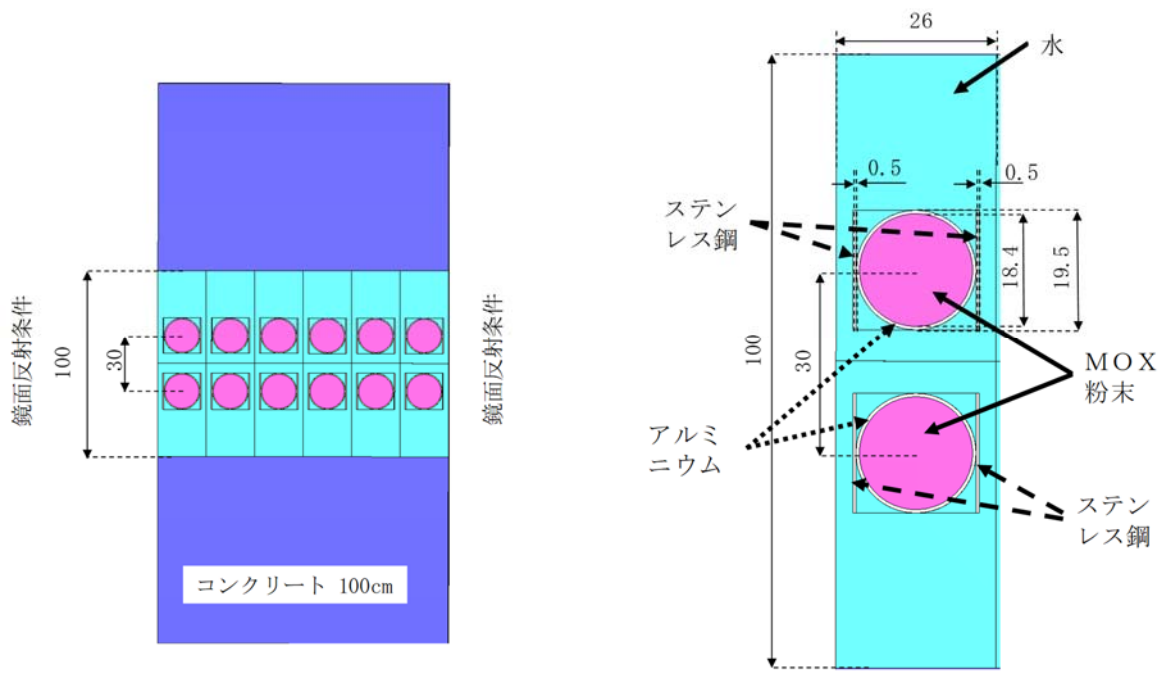 鏡面反射条件
100
30
鏡面反射条件
コンクリート 100cm
26
水
0.5
0.5
ステン
レス鋼
18.4
19.5
100
30
MOX
粉末
アルミ
ニウム
ステン
レス鋼